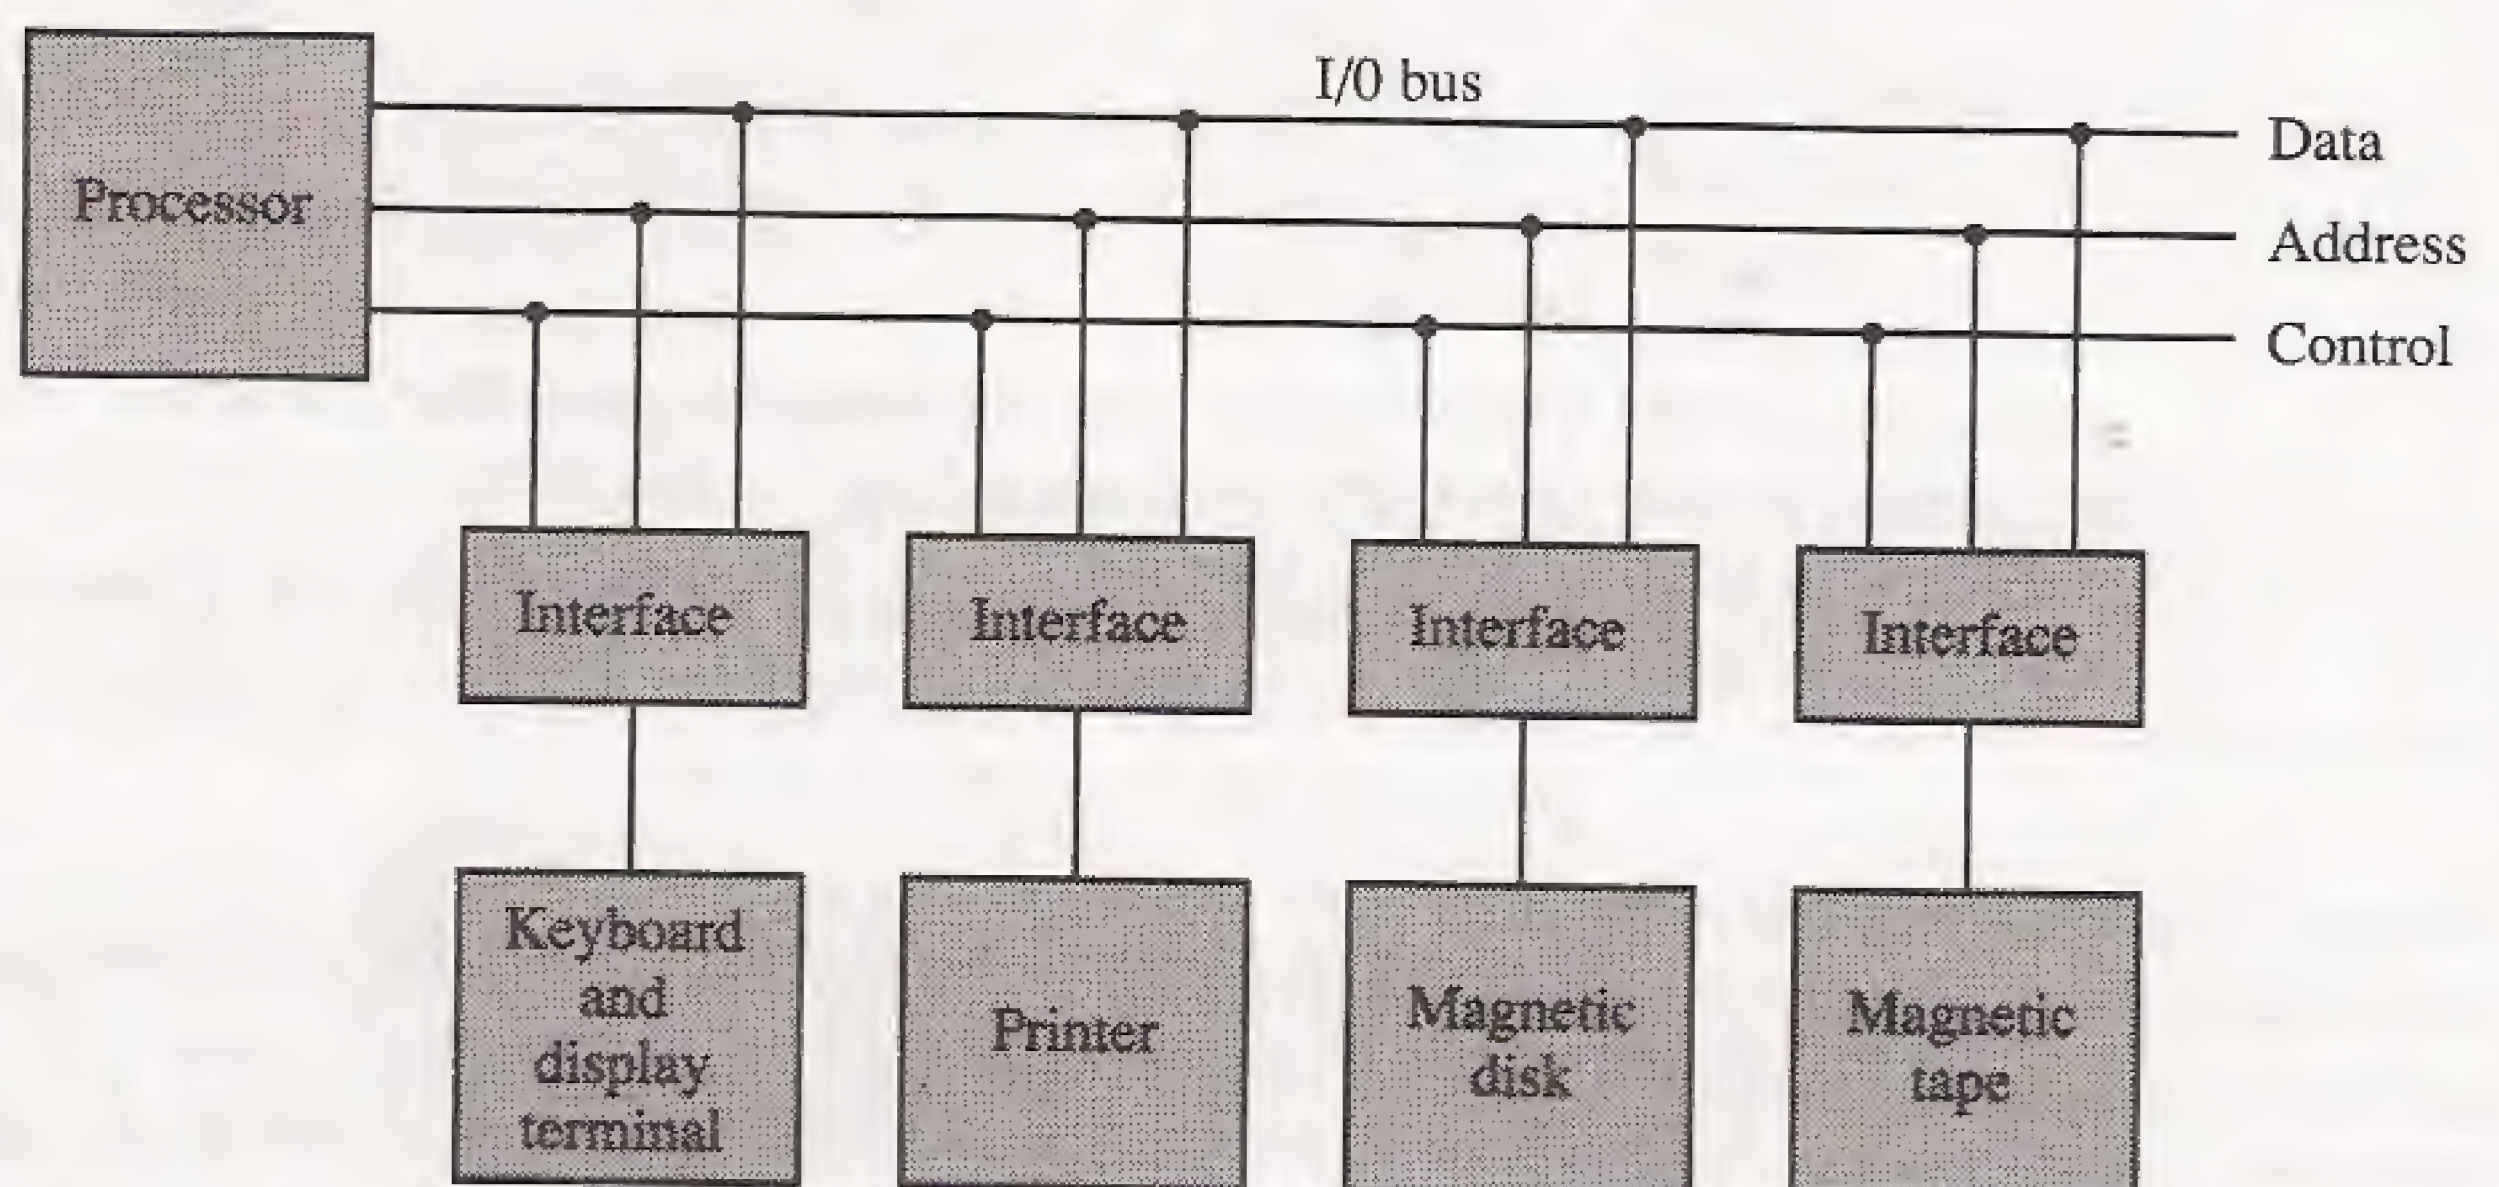 I/0 bus
Data
Processor
Address
Control
Interface
Interface
Interface
Interface
Keyboard
and
display
terminal
Printer
Magnetic
disk
Magnetic
tape